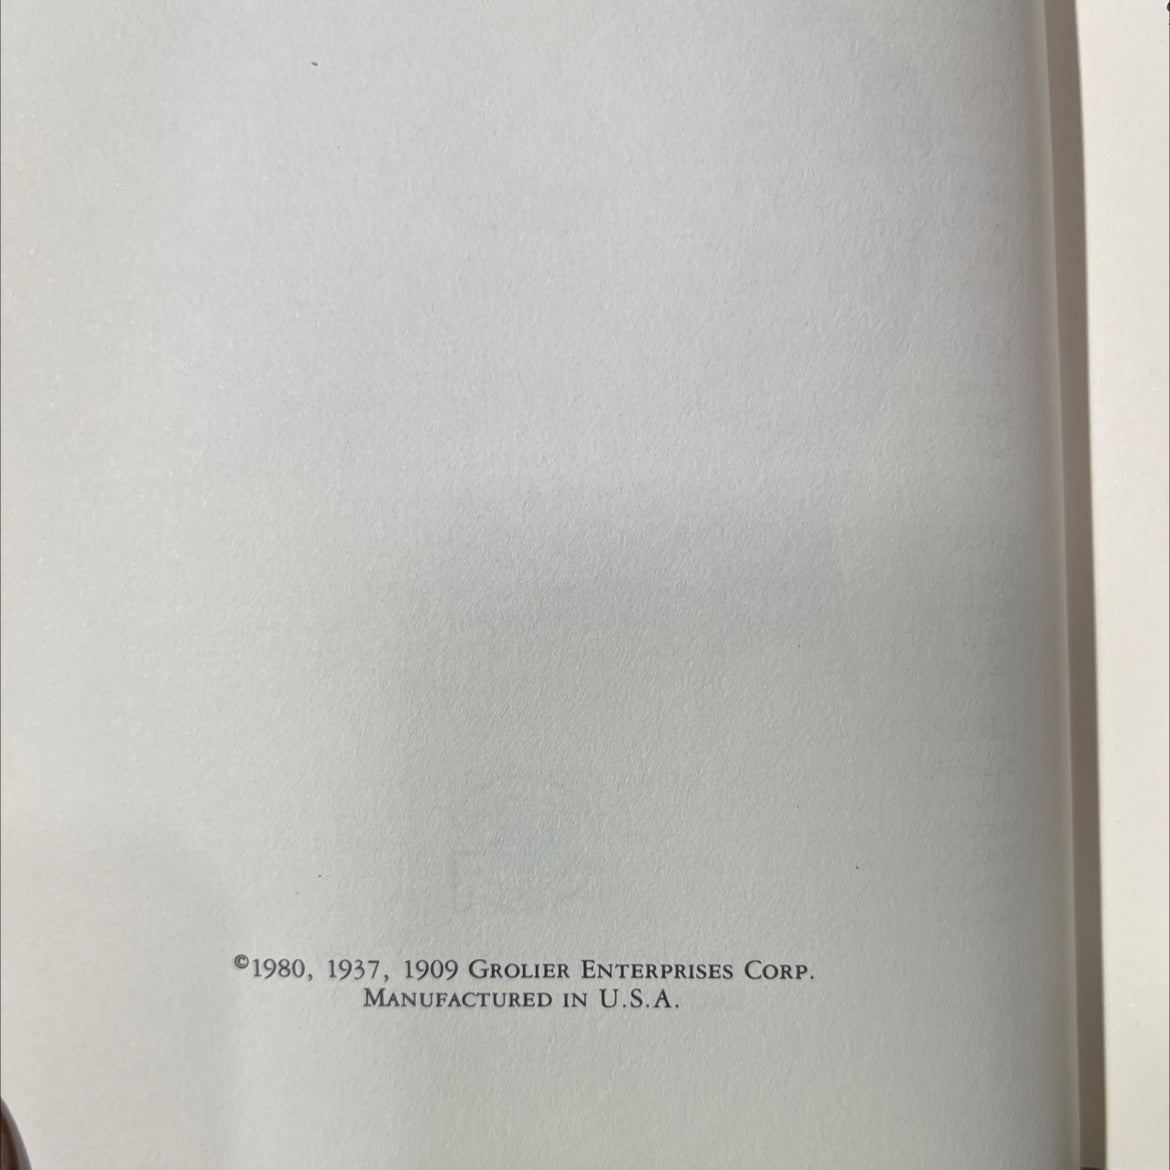 ©1980, 1937, 1909 GROLIER ENTERPRISES CORP.
MANUFACTURED IN U.S.A.